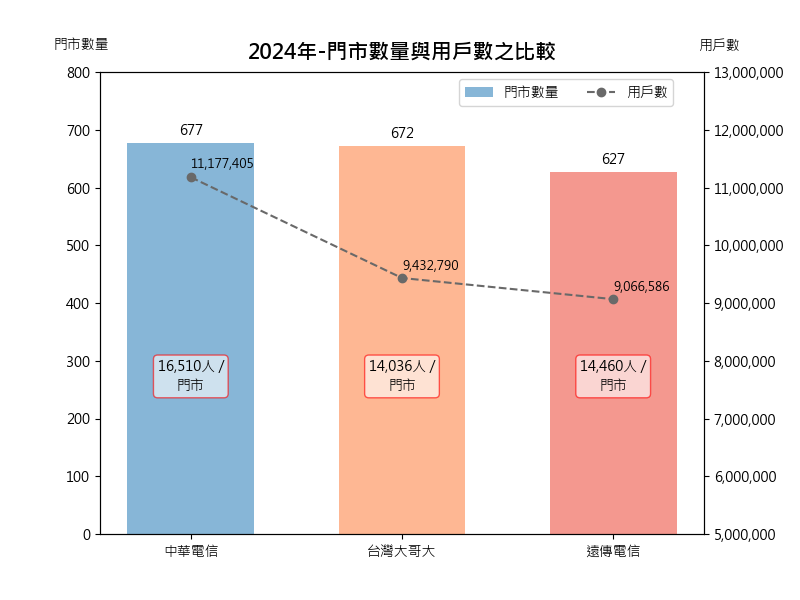 2024年-門市數量與用戶數之比較
門市數量
用戶數
門市數量
用戶數
800
700
600
500
400
300
200
100
0
13,000,000
12,000,000
11,000,000
10,000,000
9,000,000
8,000,000
7,000,000
6,000,000
5,000,000
677
672
627
11,177,405
9,432,790
9,066,586
16,510人 /
門市
14,036人 /
門市
14,460人 /
門市
中華電信
台灣大哥大
遠傳電信